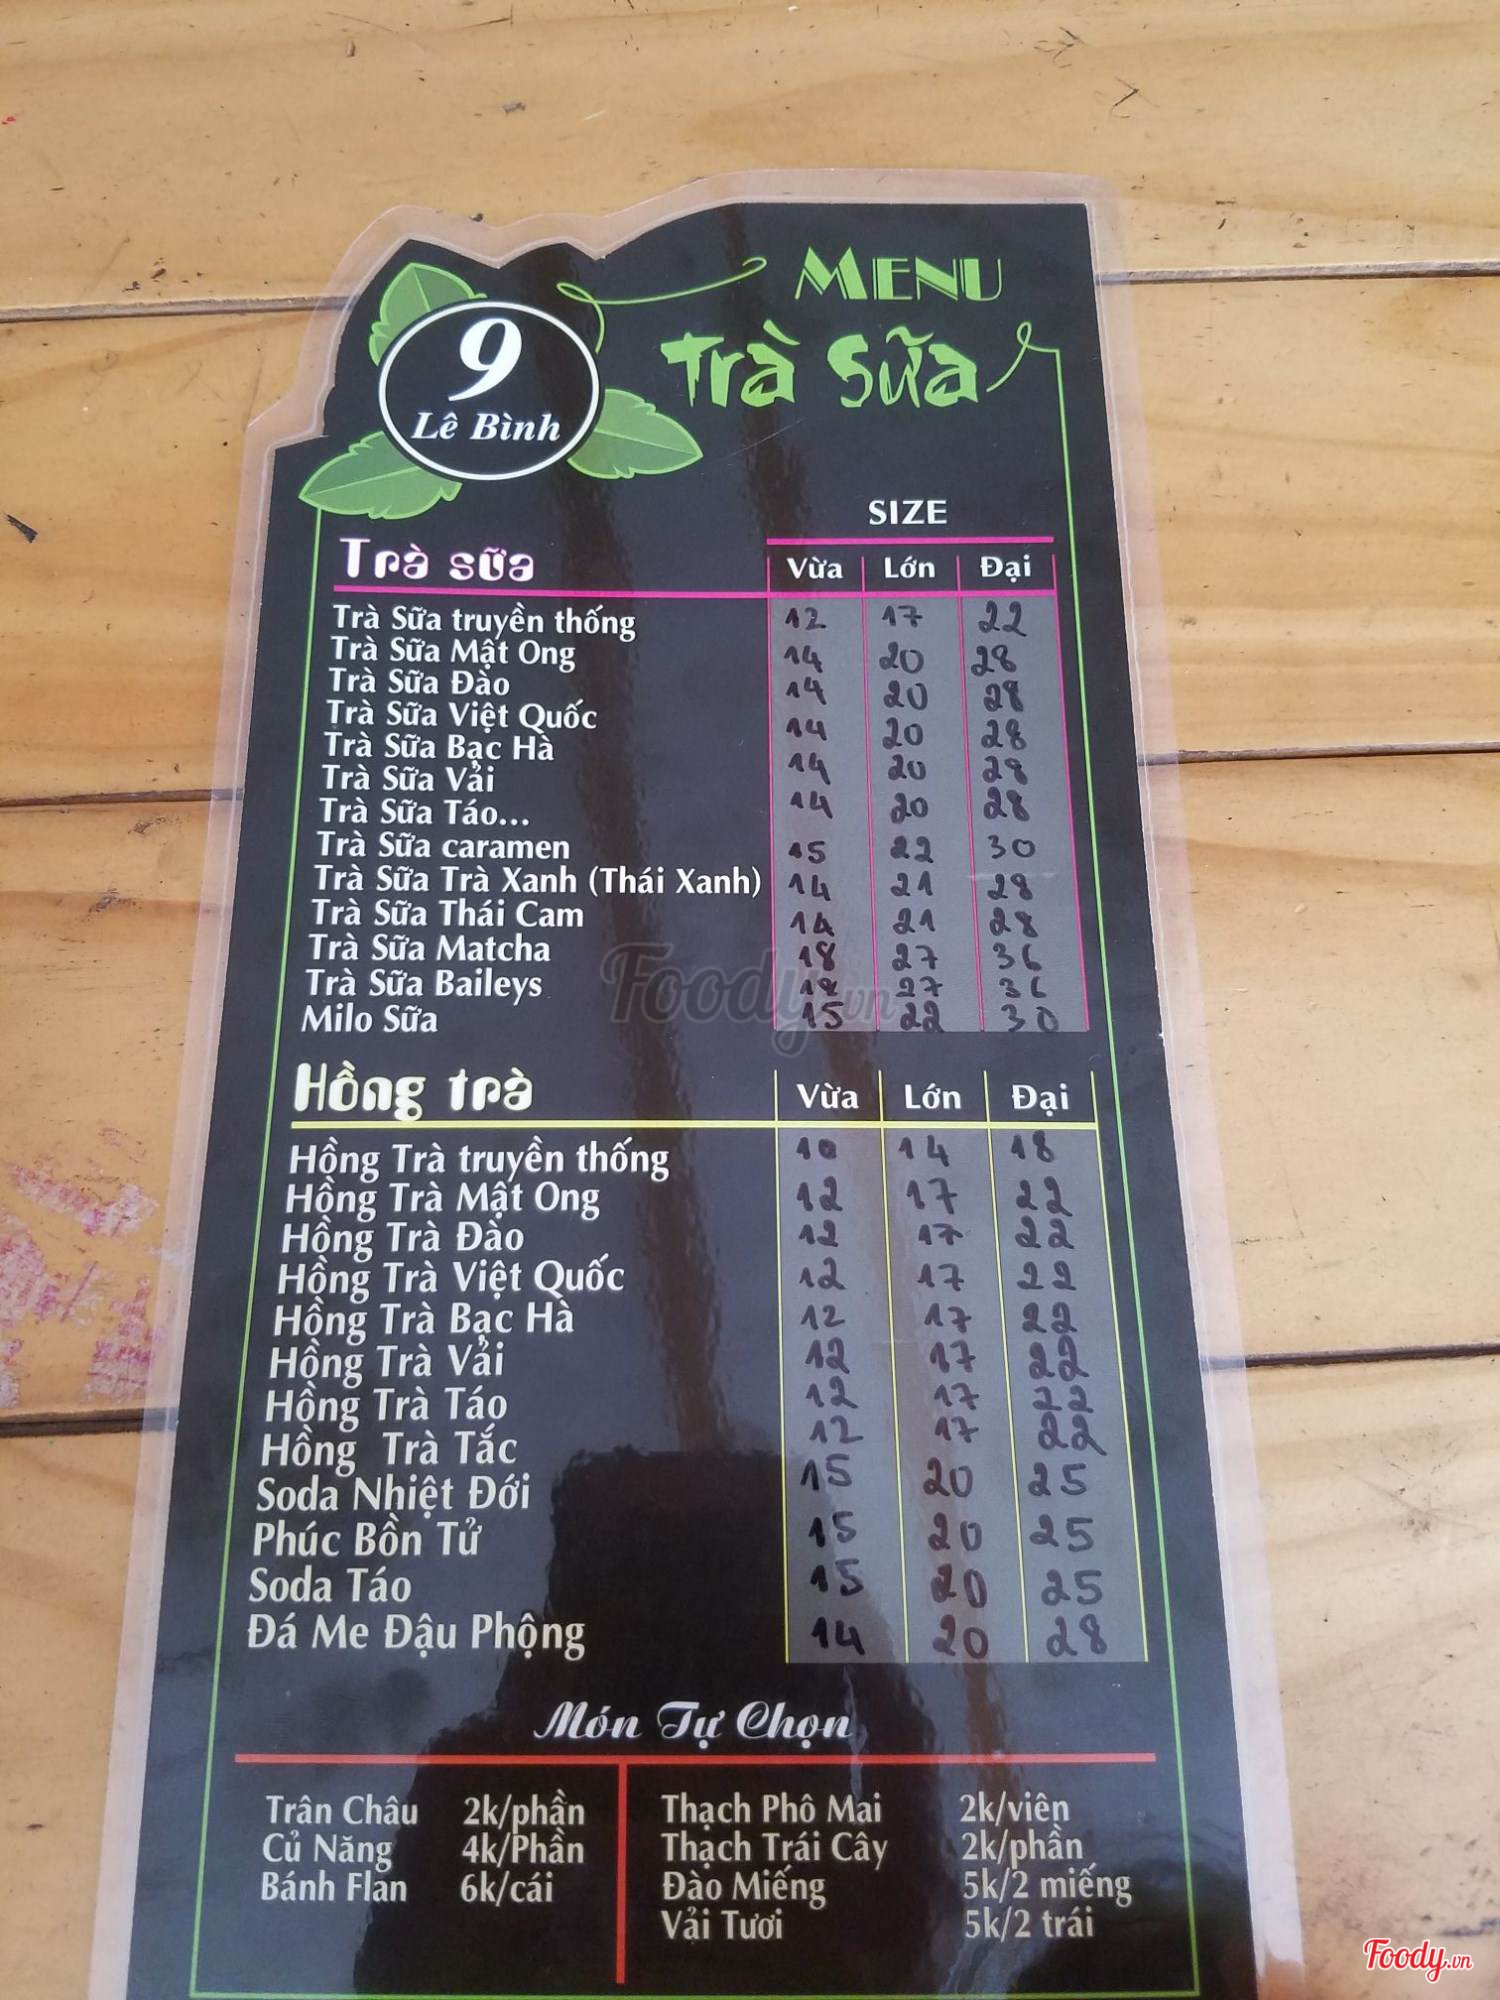 MENU
9
Lê Bình
Trà Sữa
SIZE
Trà sữa Vừa Lớn Đại
Trà Sữa truyền thống 12 17 22
Trà Sữa Mật Ong 14 20 28
Trà Sữa Đào 14 20 28
Trà Sữa Việt Quốc 14 20 28
Trà Sữa Bạc Hà 14 20 28
Trà Sữa Vải 14 20 28
Trà Sữa Táo...
Trà Sữa caramen 15 22 30
Trà Sữa Trà Xanh (Thái Xanh) 14 21 28
Trà Sữa Thái Cam 14 21 28
Trà Sữa Matcha 18 27 36
Trà Sữa Baileys 18 27 36
Milo Sữa 15 22 30
Foody.vn
Hồng trà Vừa Lớn Đại
Hồng Trà truyền thống 10 14 18
Hồng Trà Mật Ong 12 17 22
Hồng Trà Đào 12 17 22
Hồng Trà Việt Quốc 12 17 22
Hồng Trà Bạc Hà 12 17 22
Hồng Trà Vải 12 17 22
Hồng Trà Táo 12 17 22
Hồng Trà Tắc 12 17 22
Soda Nhiệt Đới 15 20 25
Phúc Bồn Tử 15 20 25
Soda Táo 15 20 25
Đá Me Đậu Phộng 14 20 28
Món Tự Chọn
Trân Châu 2k/phần
Củ Năng 4k/Phần
Bánh Flan 6k/cái
Thạch Phô Mai 2k/viên
Thạch Trái Cây 2k/phần
Đào Miếng 5k/2 miếng
Vải Tươi 5k/2 trái
Foody.vn